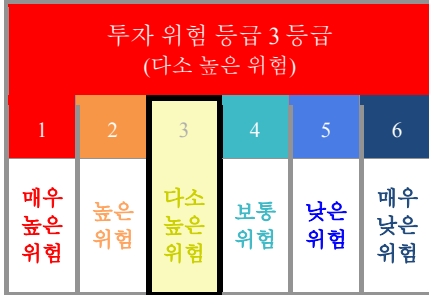 투자 위험 등급 3 등급
(다소 높은 위험)
1 2 3 4 5 6
매우 높은 위험
높은 위험
다소 높은 위험
보통 위험
낮은 위험
매우 낮은 위험